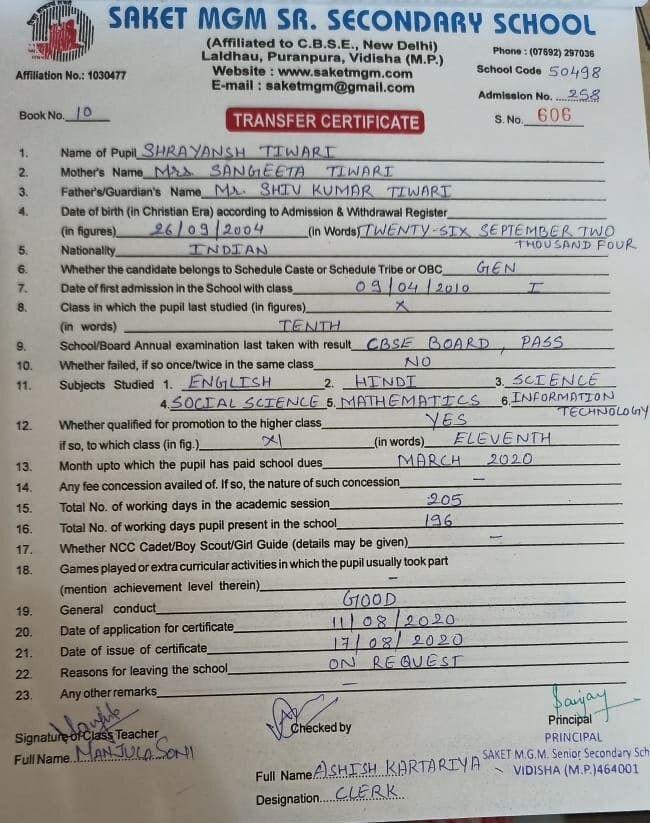 SAKET MGM SR. SECONDARY SCHOOL
(Affiliated to C.B.S.E., New Delhi)
Laldhau, Puranpura, Vidisha (M.P.)
Website : www.saketmgm.com
E-mail : saketmgm@gmail.com
Affiliation No.: 1030477
Phone : (07592) 297036
School Code 50498
Admission No. 258
Book No. 10
TRANSFER CERTIFICATE
S. No. 606
1. Name of Pupil SHRAYANSH TIWARI
2. Mother's Name Mrs. SANGEETA TIWARI
3. Father's/Guardian's Name Mr. SHIV KUMAR TIWARI
4. Date of birth (in Christian Era) according to Admission & Withdrawal Register
(in figures) 26/09/2004 (in Words) TWENTY-SIX SEPTEMBER TWO
THOUSAND FOUR
5. Nationality INDIAN
6. Whether the candidate belongs to Schedule Caste or Schedule Tribe or OBC GEN
7. Date of first admission in the School with class 09/04/2010 I
8. Class in which the pupil last studied (in figures) X
(in words) TENTH
9. School/Board Annual examination last taken with result CBSE BOARD, PASS
10. Whether failed, if so once/twice in the same class NO
11. Subjects Studied 1. ENGLISH 2. HINDI 3. SCIENCE
4. SOCIAL SCIENCE 5. MATHEMATICS 6. INFORMATION
TECHNOLOGY
12. Whether qualified for promotion to the higher class YES
if so, to which class (in fig.) XI (in words) ELEVENTH
13. Month upto which the pupil has paid school dues MARCH 2020
14. Any fee concession availed of. If so, the nature of such concession –
15. Total No. of working days in the academic session 205
16. Total No. of working days pupil present in the school 196
17. Whether NCC Cadet/Boy Scout/Girl Guide (details may be given) –
18. Games played or extra curricular activities in which the pupil usually took part
(mention achievement level therein) –
19. General conduct GOOD
20. Date of application for certificate 11/08/2020
21. Date of issue of certificate 17/08/2020
22. Reasons for leaving the school ON REQUEST
23. Any other remarks –
Signature of Class Teacher
Full Name MANJULA SONI
Checked by
Full Name ASHISH KARTARIYA
Designation CLERK
Sanjay
Principal
PRINCIPAL
SAKET M.G.M. Senior Secondary Sch
VIDISHA (M.P.)464001